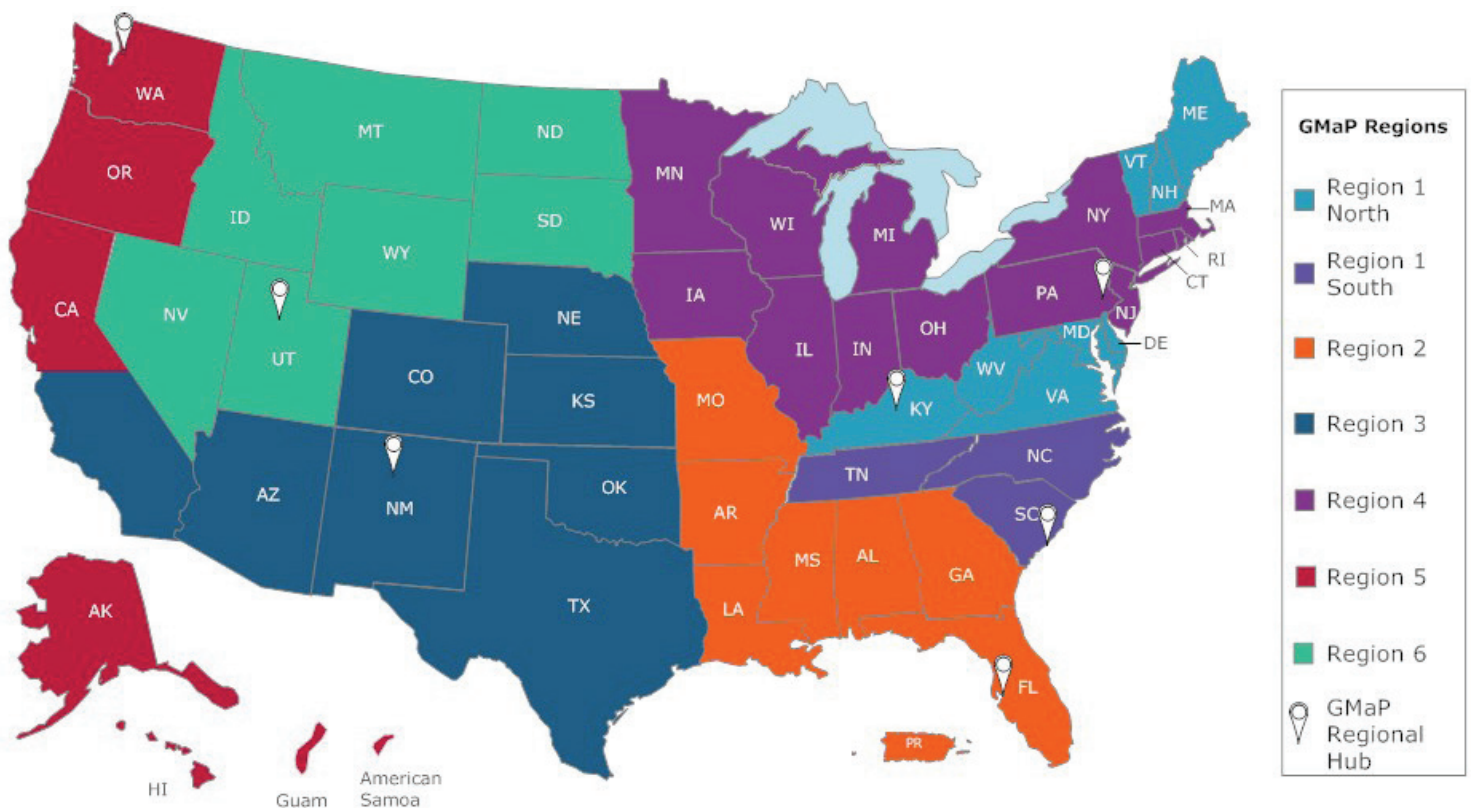 WA
MT
ND
MN
ME
VT
NH
OR
ID
SD
WI
MI
NY
MA
RI
CT
WY
IA
PA
NJ
CA
NV
UT
NE
IL
IN
OH
MD
DE
WV
VA
CO
KS
MO
KY
AZ
NM
OK
AR
TN
NC
SC
MS
AL
GA
TX
LA
FL
PR
AK
HI
Guam
American
Samoa
GMaP Regions
Region 1
North
Region 1
South
Region 2
Region 3
Region 4
Region 5
Region 6
GMaP
Regional
Hub